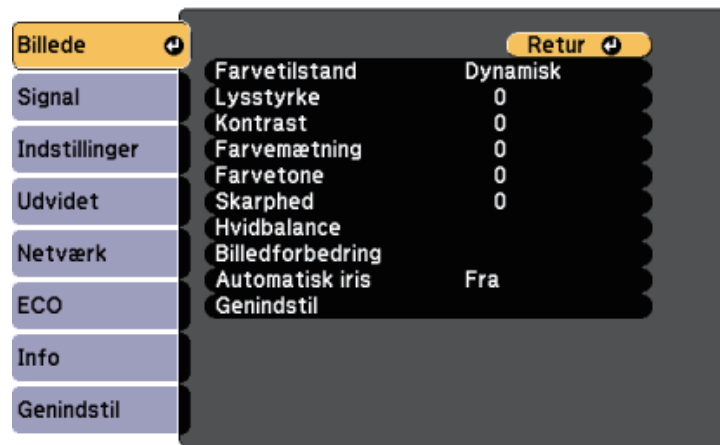 Billede
Signal
Indstillinger
Udvidet
Netværk
ECO
Info
Genindstil
Retur
Farvetilstand Dynamisk
Lysstyrke 0
Kontrast 0
Farvemætning 0
Farvetone 0
Skarphed 0
Hvidbalance
Billedforbedring
Automatisk iris Fra
Genindstil